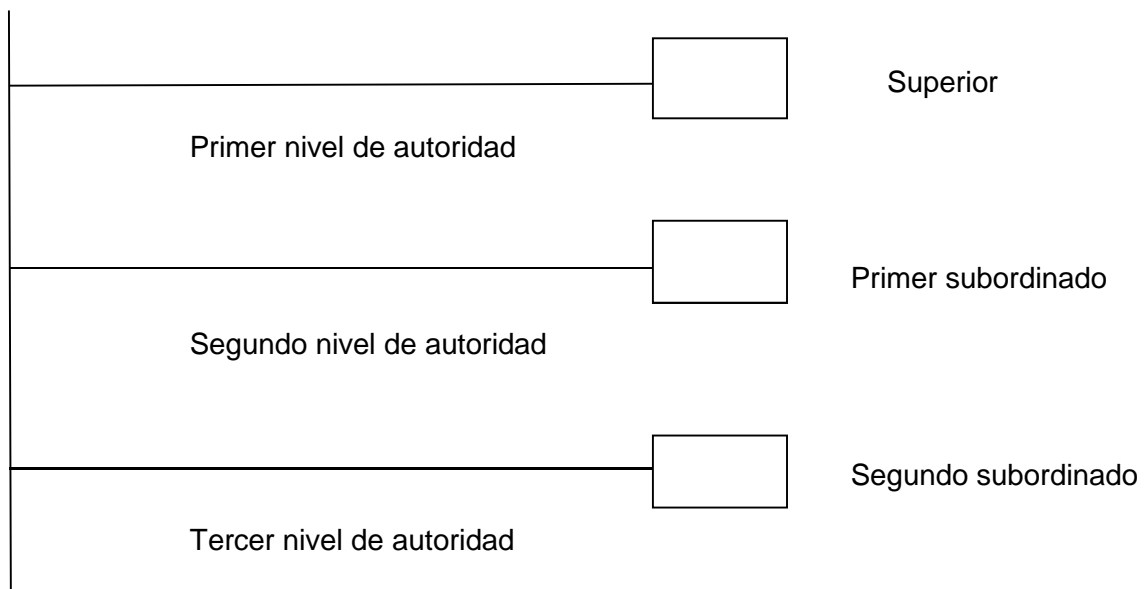 Superior
Primer nivel de autoridad
Primer subordinado
Segundo nivel de autoridad
Segundo subordinado
Tercer nivel de autoridad